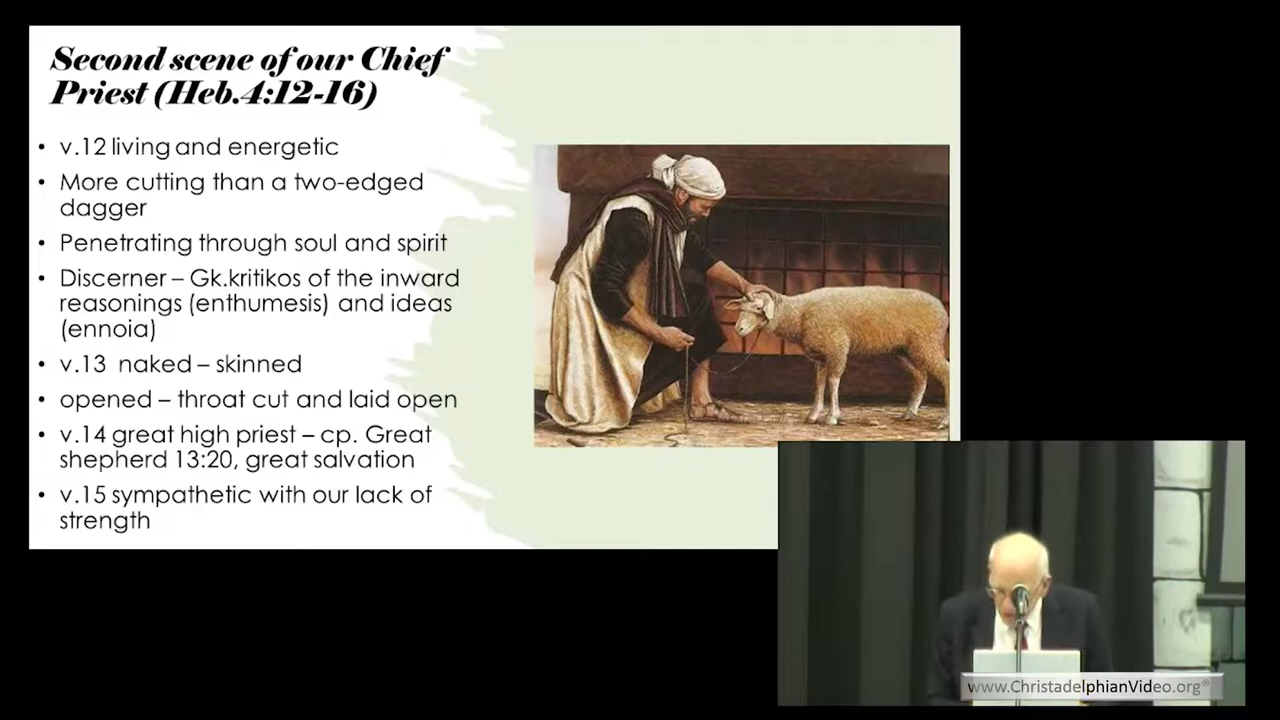 Second scene of our Chief
Priest (Heb.4:12-16)
• v.12 living and energetic
• More cutting than a two-edged
dagger
• Penetrating through soul and spirit
• Discerner – Gk.kritikos of the inward
reasonings (enthumesis) and ideas
(ennoia)
• v.13 naked – skinned
• opened – throat cut and laid open
• v.14 great high priest – cp. Great
shepherd 13:20, great salvation
• v.15 sympathetic with our lack of
strength
www.ChristadelphianVideo.org®